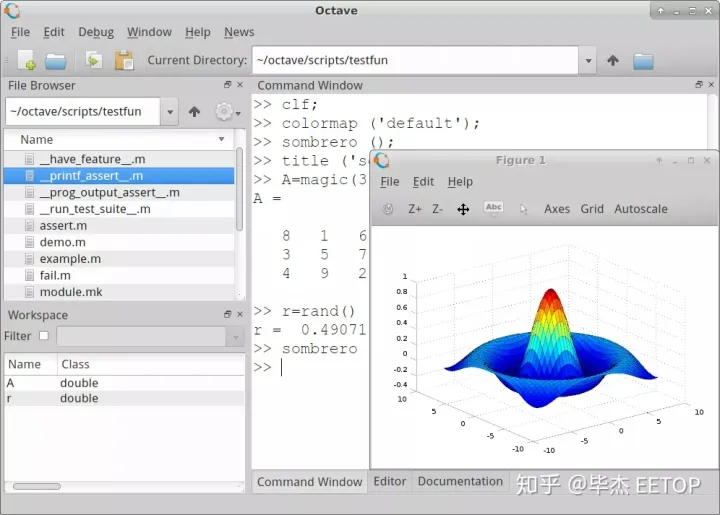 Octave
File Edit Debug Window Help News
Current Directory: ~/octave/scripts/testfun
File Browser
~/octave/scripts/testfun
Name
__have_feature__.m
__printf_assert__.m
__prog_output_assert__.m
__run_test_suite__.m
assert.m
demo.m
example.m
fail.m
module.mk
Workspace
Filter
Name Class
A double
r double
Command Window
>> clf;
>> colormap ('default');
>> sombrero ();
>> title ('s
>> A=magic(3
A =
8 1 6
3 5 7
4 9 2
>> r=rand()
r = 0.49071
>> sombrero
>>
Figure 1
File Edit Help
Z+ Z- Abc Axes Grid Autoscale
1
0.8
0.6
0.4
0.2
0
-0.2
-0.4
10
5
0
-5
-10
-10
-5
0
5
10
Command Window Editor Documentation
知乎 @毕杰 EETOP